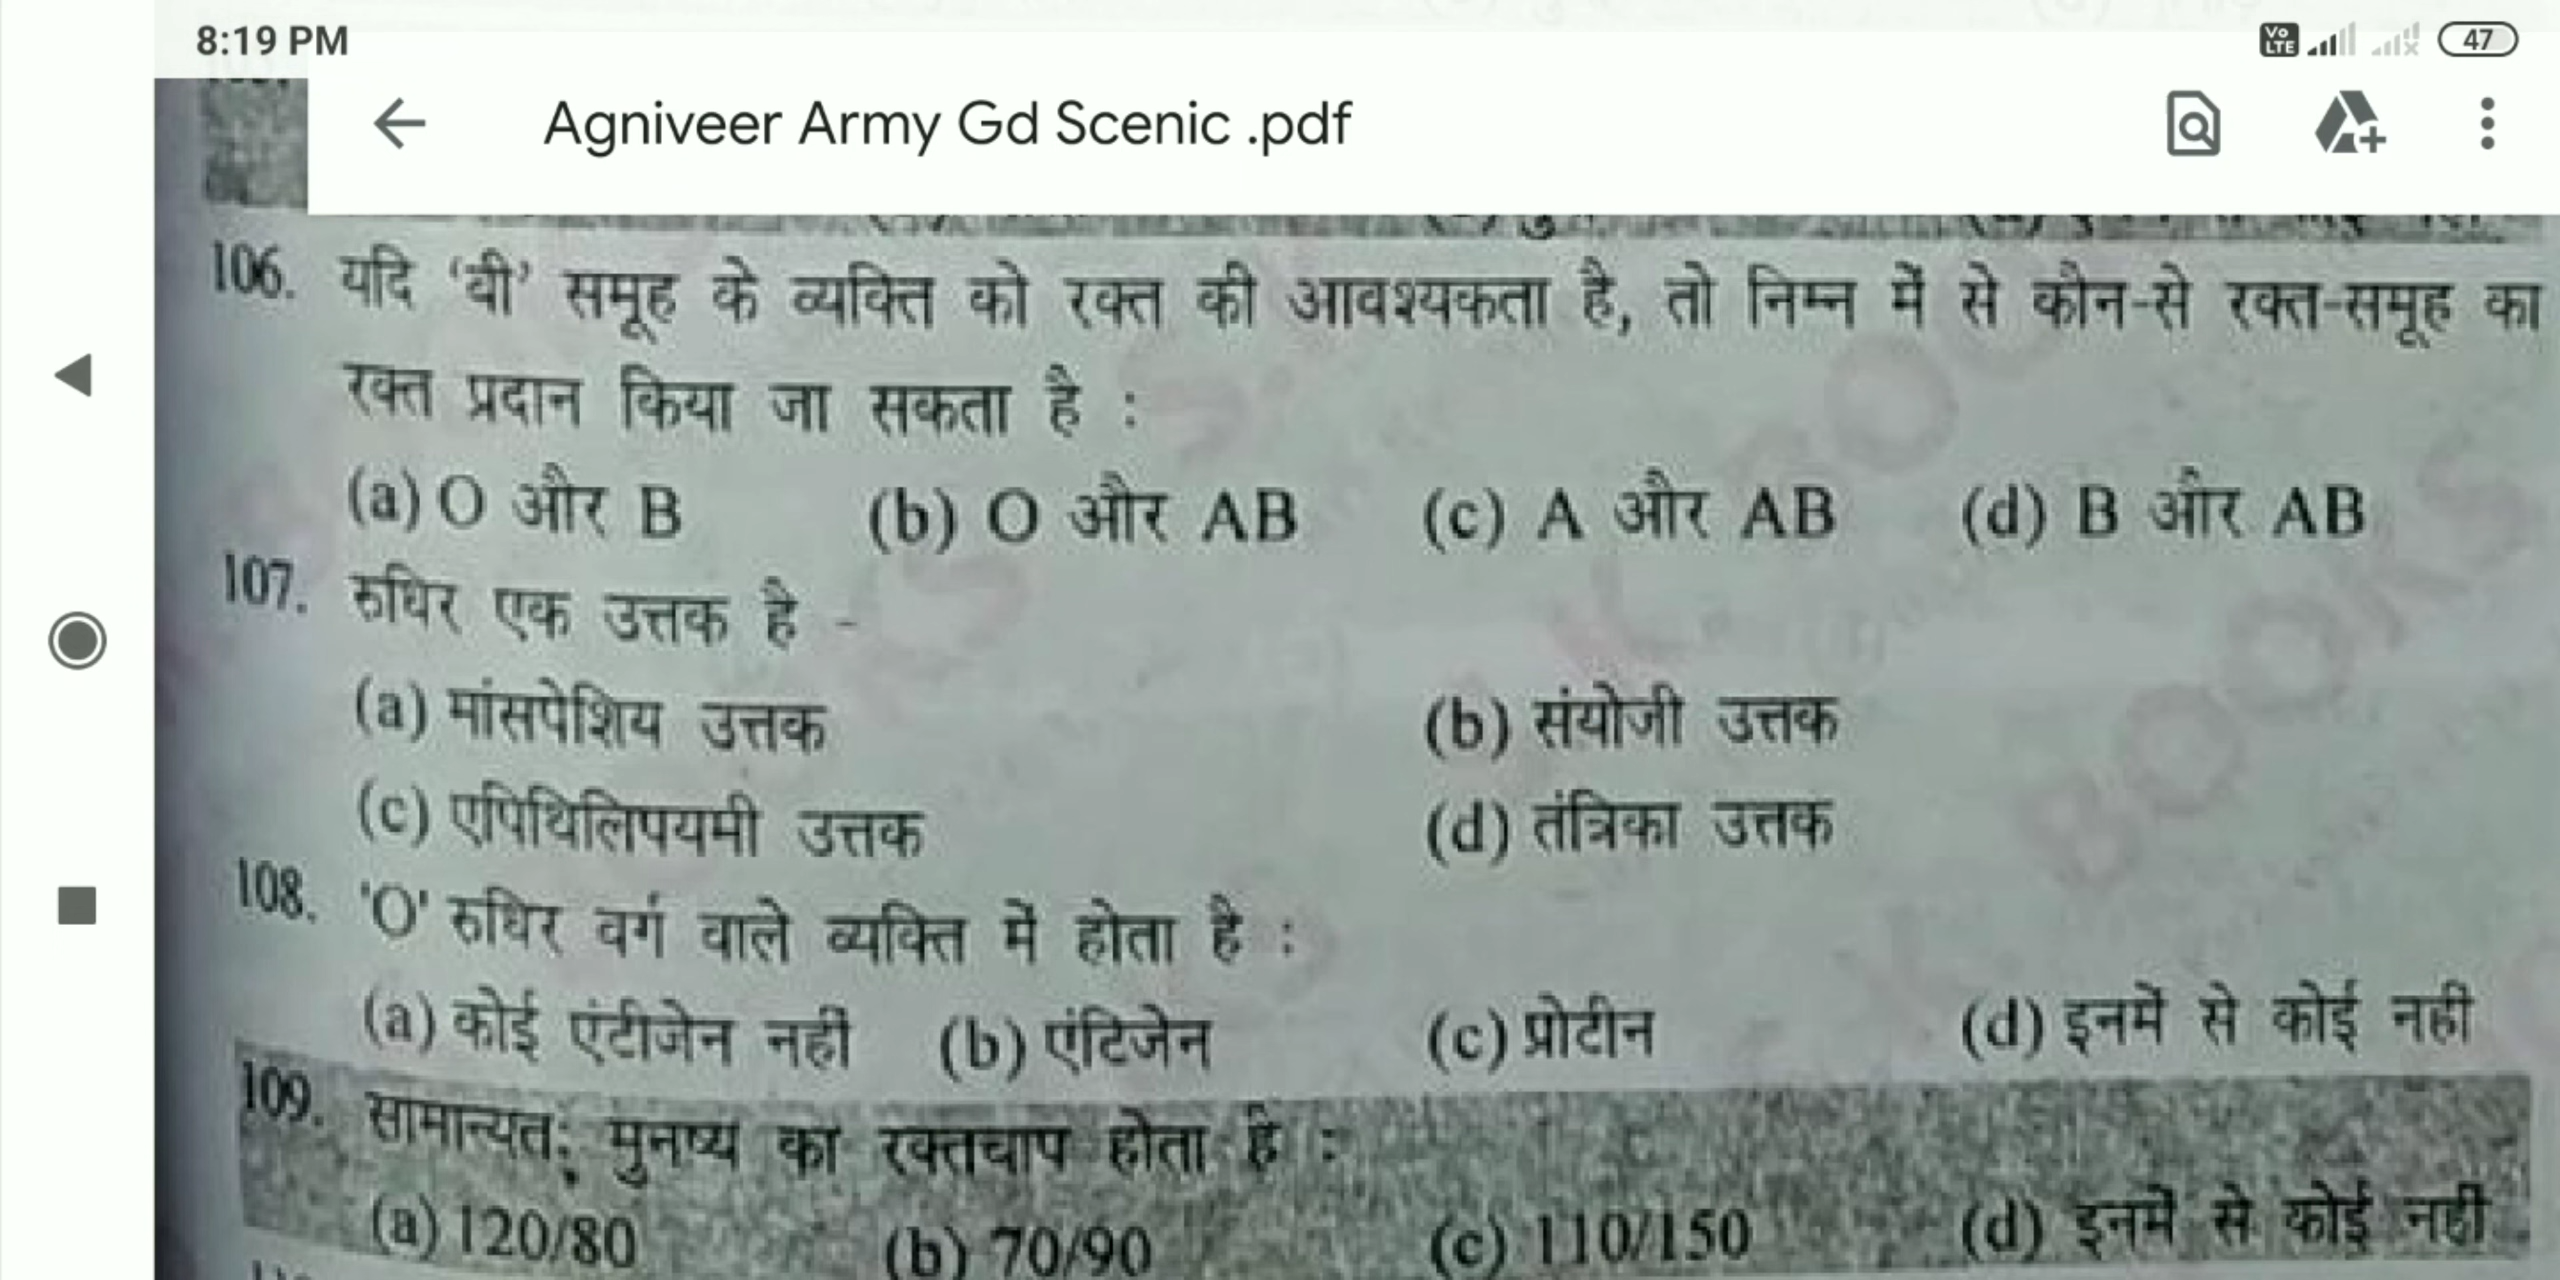 8:19 PM
Vo LTE 47
Agniveer Army Gd Scenic .pdf
106. यदि ‘बी’ समूह के व्यक्ति को रक्त की आवश्यकता है, तो निम्न में से कौन-से रक्त-समूह का
रक्त प्रदान किया जा सकता है :
(a) O और B (b) O और AB (c) A और AB (d) B और AB
107. रुधिर एक उत्तक है -
(a) मांसपेशिय उत्तक (b) संयोजी उत्तक
(c) एपिथिलिपयमी उत्तक (d) तंत्रिका उत्तक
108. 'O' रुधिर वर्ग वाले व्यक्ति में होता है :
(a) कोई एंटीजेन नहीं (b) एंटिजेन (c) प्रोटीन (d) इनमें से कोई नही
109. सामान्यत: मुनष्य का रक्तचाप होता है :
(a) 120/80 (b) 70/90 (c) 110/150 (d) इनमें से कोई नहीं